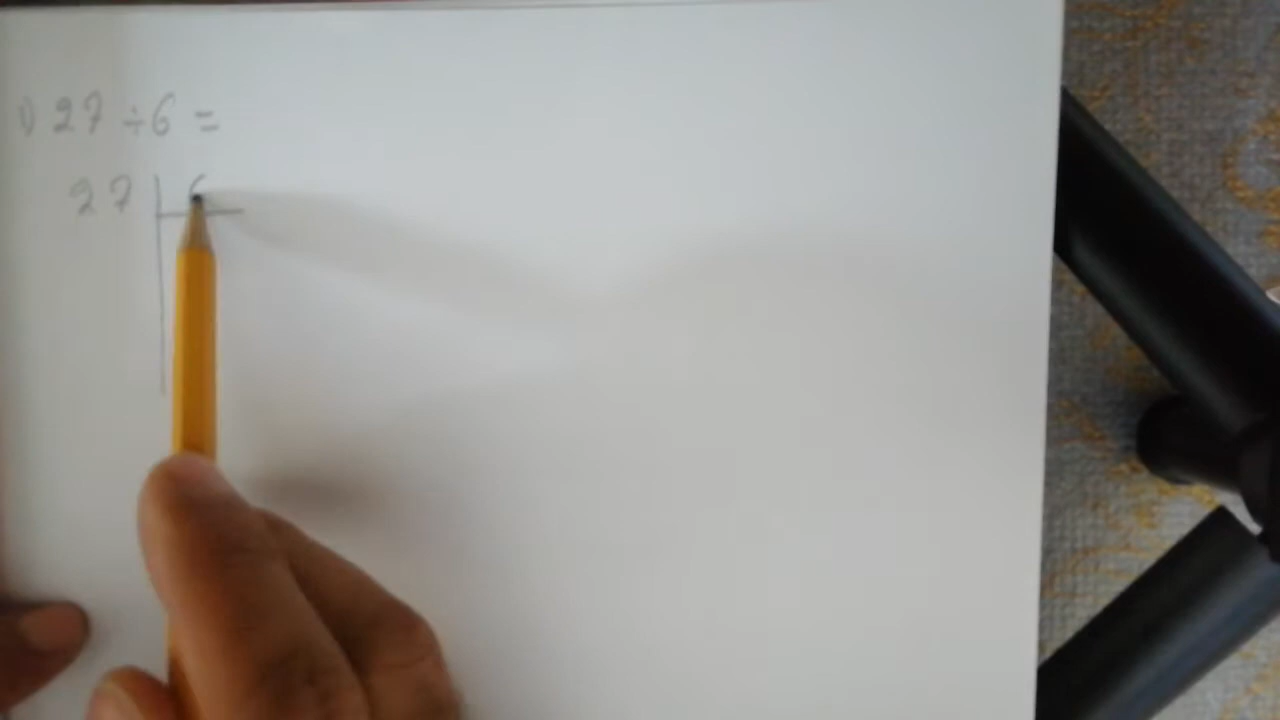 1) 27 ÷ 6 =
27 | 6